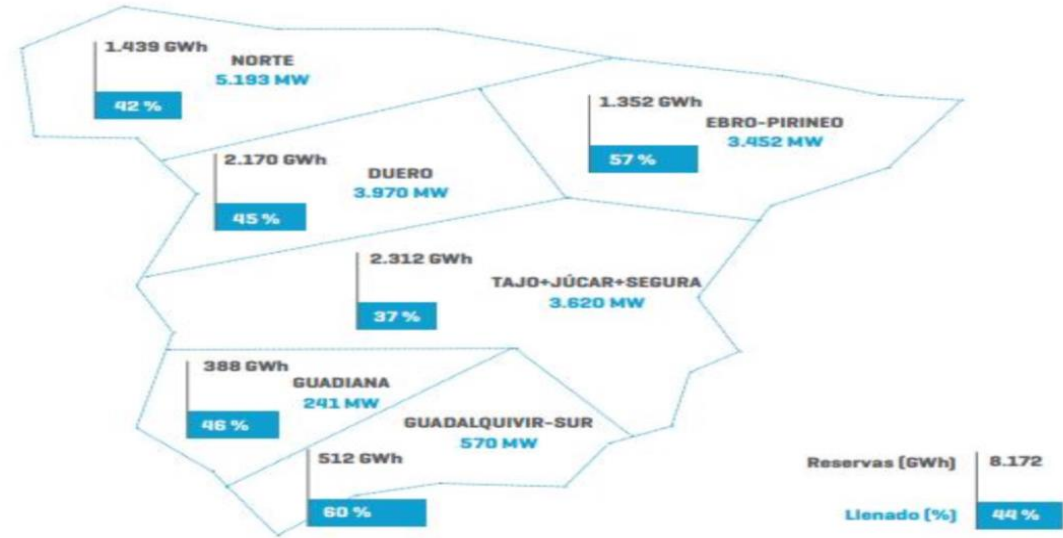 1.439 GWh
NORTE
5.193 MW
42 %
1.352 GWh
EBRO-PIRINEO
3.452 MW
57 %
2.170 GWh
DUERO
3.970 MW
45 %
2.312 GWh
TAJO+JÚCAR+SEGURA
3.620 MW
37 %
388 GWh
GUADIANA
241 MW
46 %
GUADALQUIVIR-SUR
570 MW
512 GWh
60 %
Reservas (GWh) 8.172
Llenado (%) 44 %